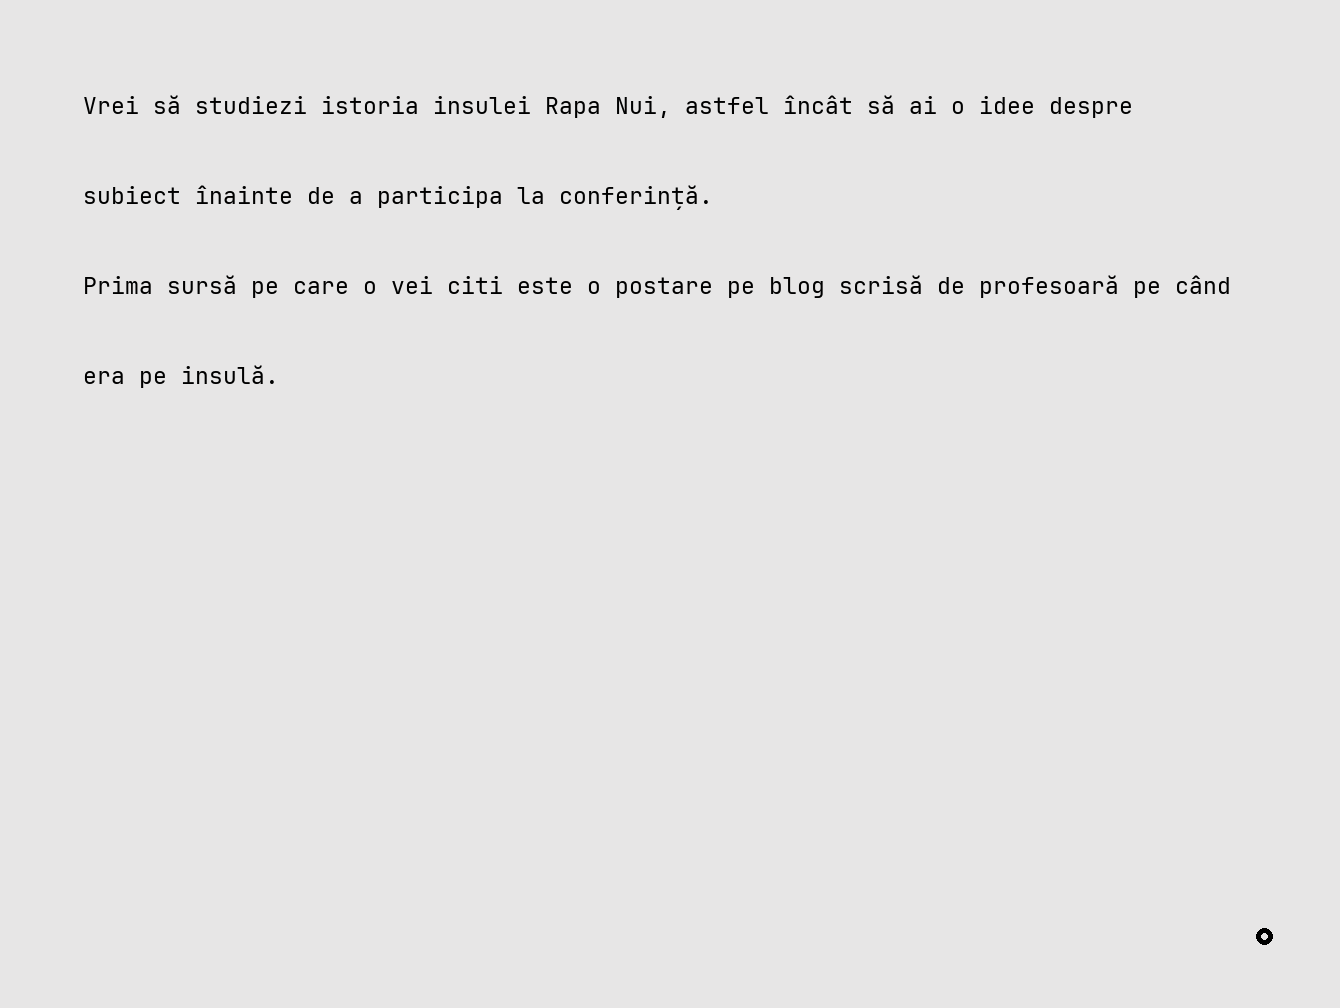 Vrei să studiezi istoria insulei Rapa Nui, astfel încât să ai o idee despre
subiect înainte de a participa la conferință.
Prima sursă pe care o vei citi este o postare pe blog scrisă de profesoară pe când
era pe insulă.